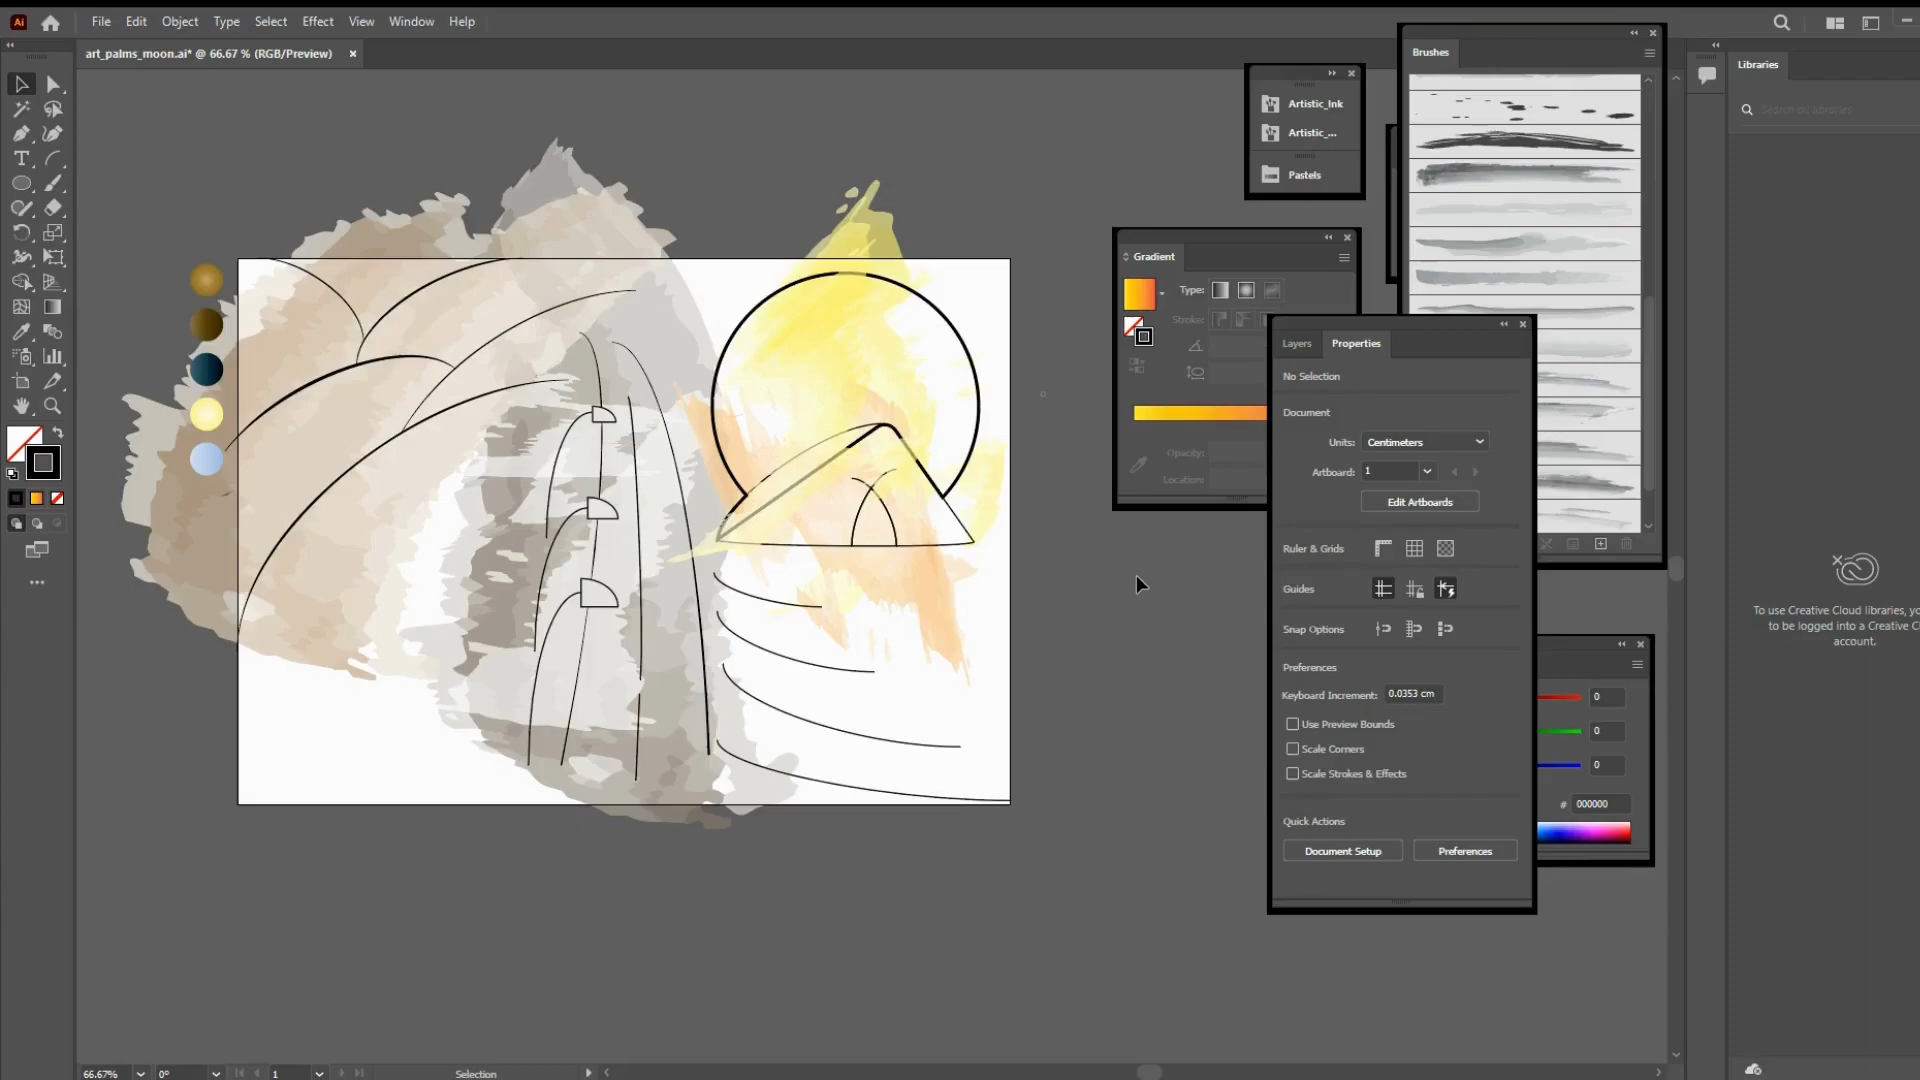 Ai
File Edit Object Type Select Effect View Window Help
art_palms_moon.ai* @ 66.67 % (RGB/Preview)
Brushes
Artistic_Ink
Artistic_...
Pastels
Libraries
Search all libraries
Gradient
Type:
Stroke:
Opacity:
Location:
Layers Properties
No Selection
Document
Units: Centimeters
Artboard: 1
Edit Artboards
Ruler & Grids
Guides
Snap Options
Preferences
Keyboard Increment: 0.0353 cm
Use Preview Bounds
Scale Corners
Scale Strokes & Effects
Quick Actions
Document Setup Preferences
0
0
0
# 000000
To use Creative Cloud libraries, yo
to be logged into a Creative C
account.
66.67% 0° 1 Selection